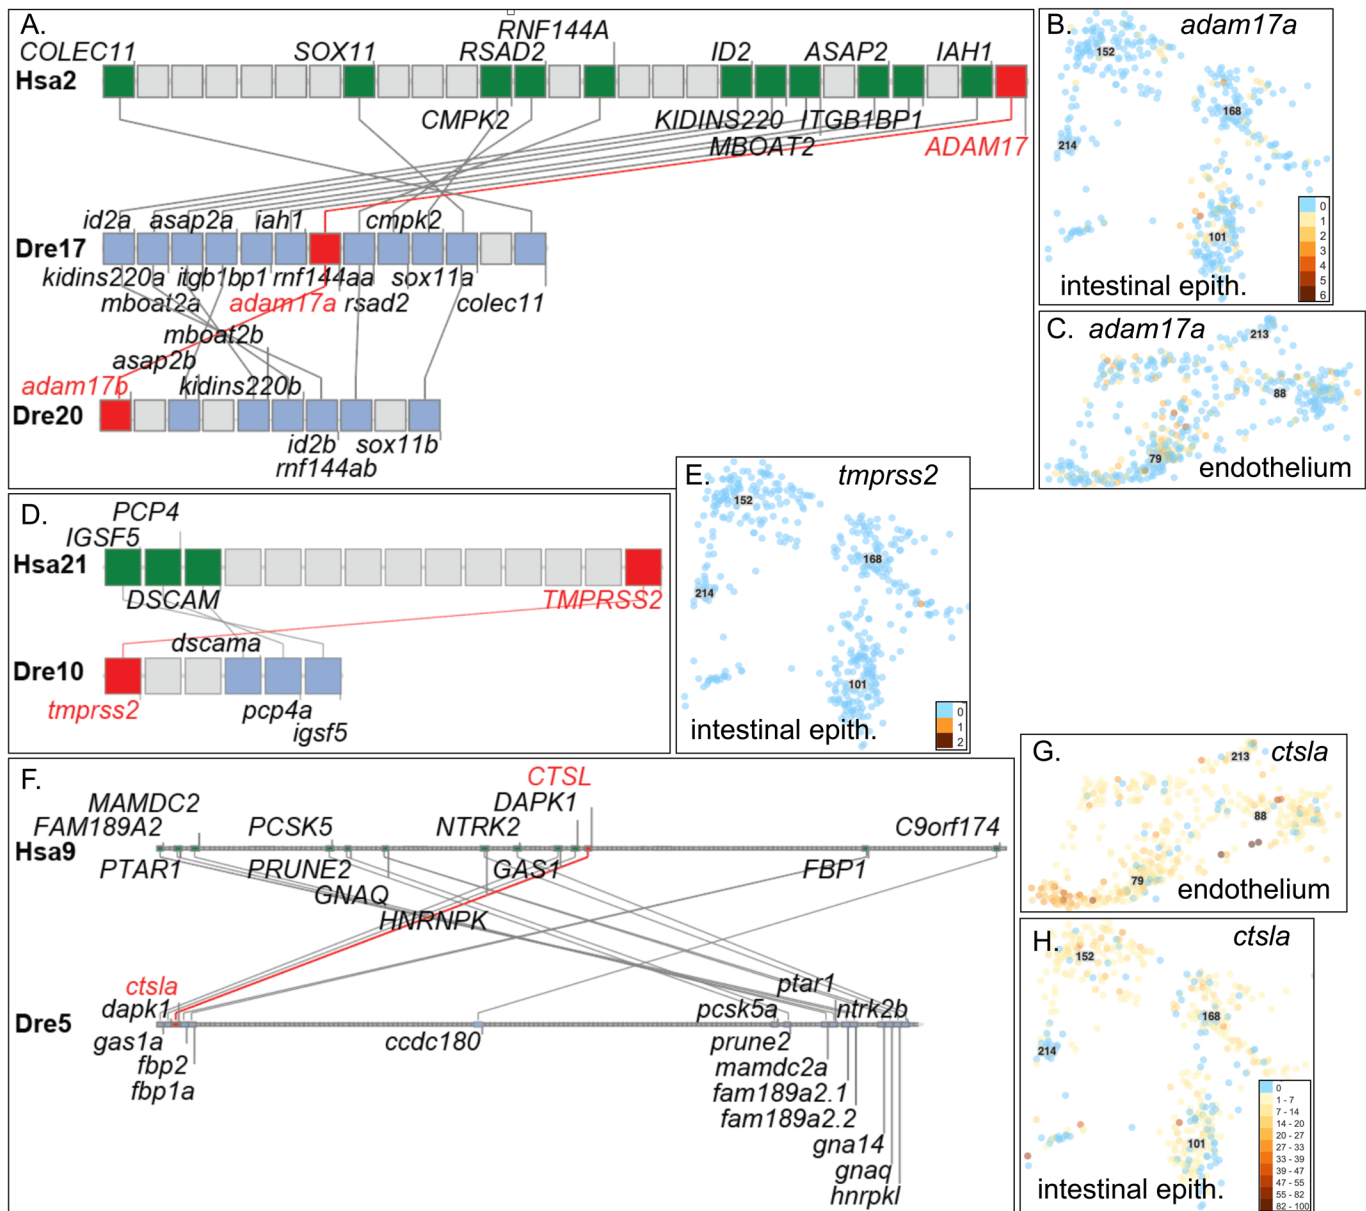 A.
RNF144A
COLEC11 SOX11 RSAD2 ID2 ASAP2 IAH1
Hsa2
CMPK2 KIDINS220 ITGB1BP1
MBOAT2 ADAM17
id2a asap2a iah1 cmpk2
Dre17
kidins220a itgb1bp1 rnf144aa sox11a
mboat2a adam17a rsad2 colec11
mboat2b
asap2b
adam17b kidins220b
Dre20
id2b sox11b
rnf144ab
B. adam17a
152
168
214
101
0
1
2
3
4
5
6
intestinal epith.
C. adam17a
213
88
79
endothelium
D.
PCP4
IGSF5
Hsa21
DSCAM TMPRSS2
dscama
Dre10
tmprss2 pcp4a
igsf5
E. tmprss2
152
168
214
101
0
1
2
intestinal epith.
F.
CTSL
MAMDC2 DAPK1
FAM189A2 PCSK5 NTRK2 C9orf174
Hsa9
PTAR1 PRUNE2 GAS1 FBP1
GNAQ
HNRNPK
ctsla ptar1
dapk1 pcsk5a ntrk2b
Dre5
gas1a ccdc180 prune2
fbp2 mamdc2a
fbp1a fam189a2.1
fam189a2.2
gna14
gnaq
hnrpkl
G. ctsla
213
88
79
endothelium
H. ctsla
152
168
214
101
0
1 - 7
7 - 14
14 - 20
20 - 27
27 - 33
33 - 39
39 - 47
47 - 55
55 - 82
82 - 100
intestinal epith.